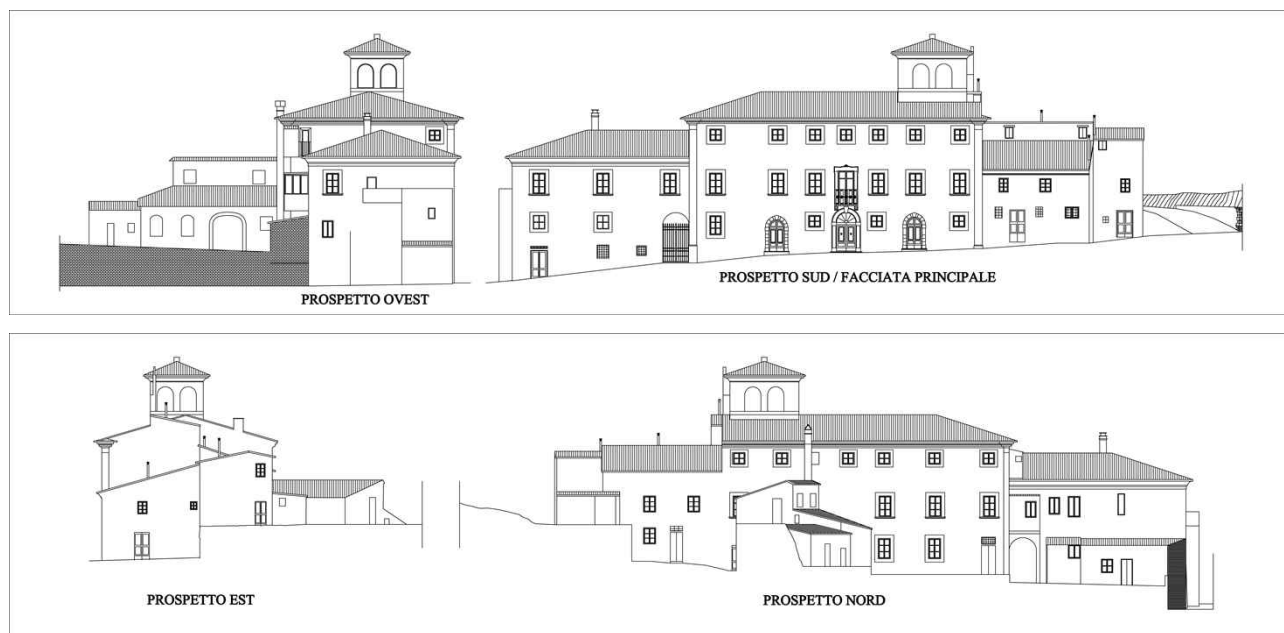 PROSPETTO OVEST
PROSPETTO SUD / FACCIATA PRINCIPALE
PROSPETTO EST
PROSPETTO NORD